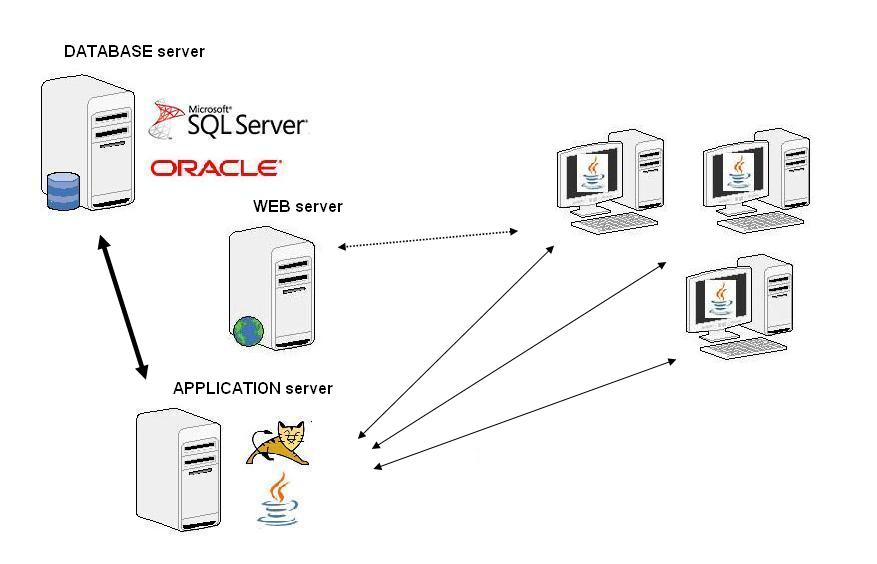 DATABASE server
Microsoft®
SQL Server
ORACLE®
WEB server
APPLICATION server